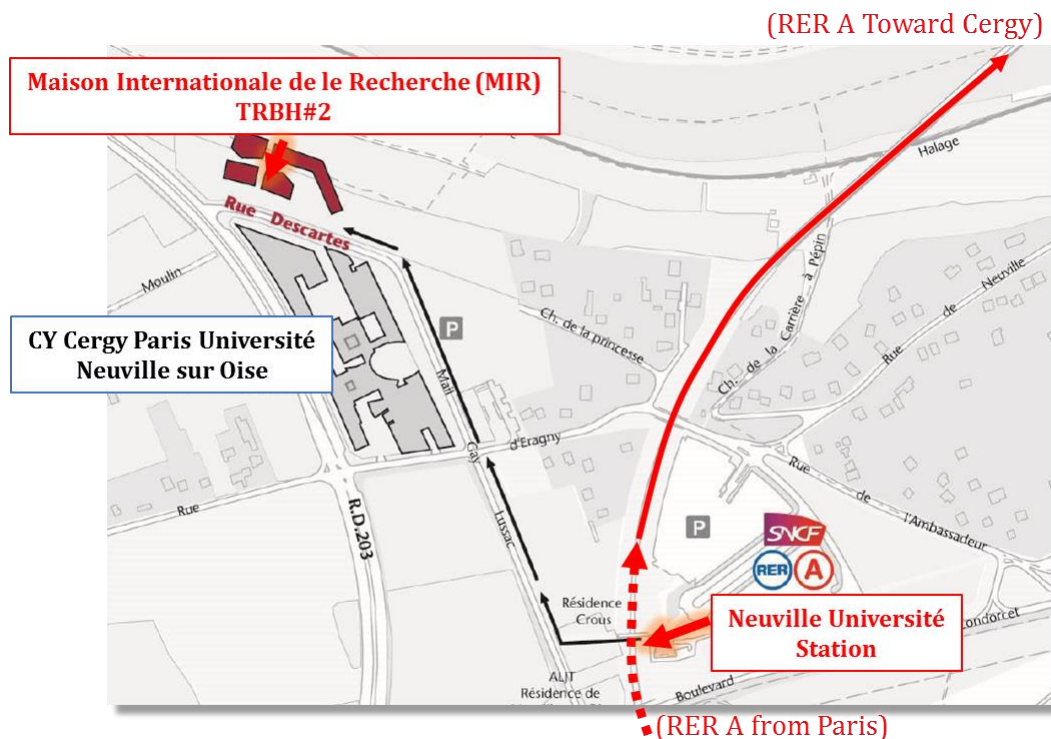 (RER A Toward Cergy)
Maison Internationale de le Recherche (MIR)
TRBH#2
Halage
Rue Descartes
Moulin
P
Ch. de la princesse
Ch. de la Carrière à Pépin
Rue de Neuville
CY Cergy Paris Université
Neuville sur Oise
Mail
Gay
Lussac
d'Eragny
Rue
R.D.203
Rue de l'Ambassadeur
P
SNCF
RER A
Résidence
Crous
Neuville Université
Station
ondorcet
Boulevard
ALJT
Résidence de
(RER A from Paris)